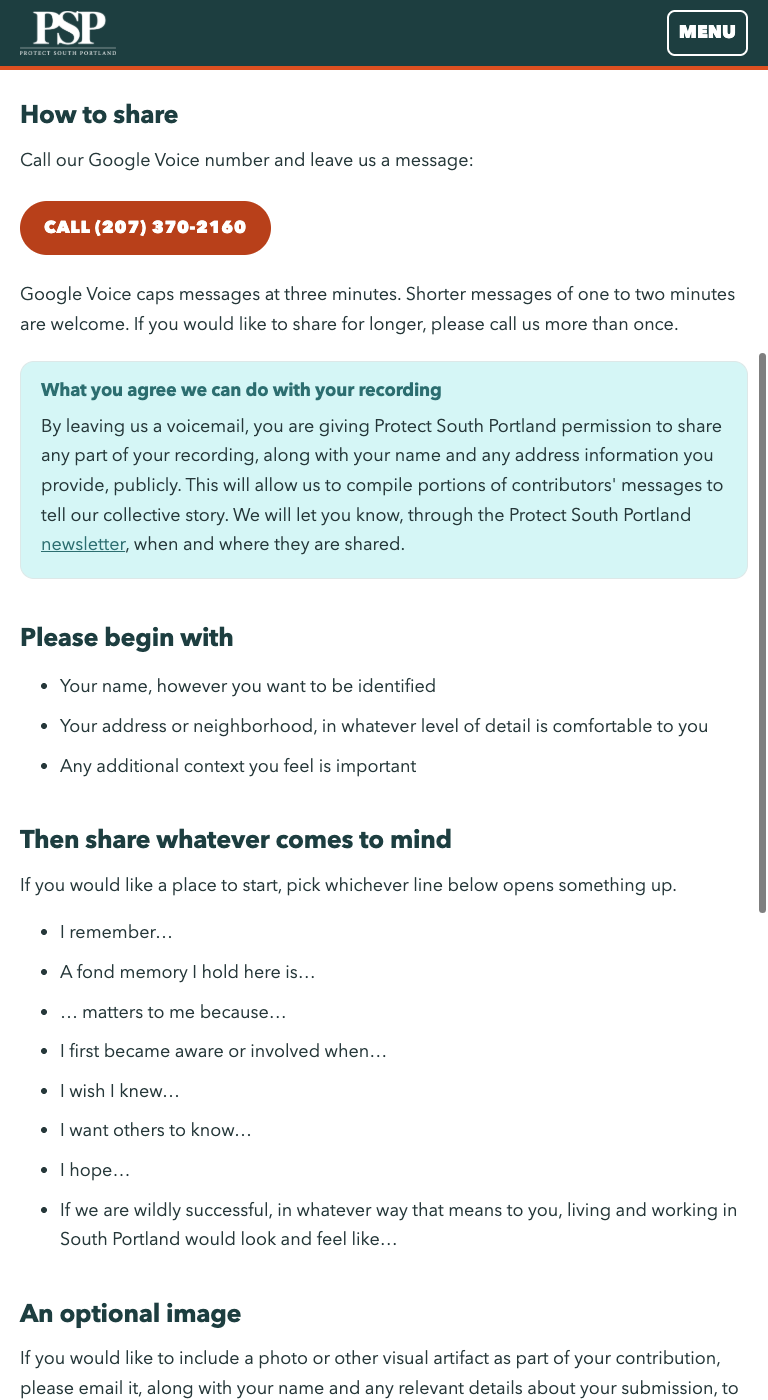 PSP
PROTECT SOUTH PORTLAND
MENU
How to share
Call our Google Voice number and leave us a message:
CALL (207) 370-2160
Google Voice caps messages at three minutes. Shorter messages of one to two minutes
are welcome. If you would like to share for longer, please call us more than once.
What you agree we can do with your recording
By leaving us a voicemail, you are giving Protect South Portland permission to share
any part of your recording, along with your name and any address information you
provide, publicly. This will allow us to compile portions of contributors' messages to
tell our collective story. We will let you know, through the Protect South Portland
newsletter, when and where they are shared.
Please begin with
• Your name, however you want to be identified
• Your address or neighborhood, in whatever level of detail is comfortable to you
• Any additional context you feel is important
Then share whatever comes to mind
If you would like a place to start, pick whichever line below opens something up.
• I remember…
• A fond memory I hold here is…
• … matters to me because…
• I first became aware or involved when…
• I wish I knew…
• I want others to know…
• I hope…
• If we are wildly successful, in whatever way that means to you, living and working in
South Portland would look and feel like…
An optional image
If you would like to include a photo or other visual artifact as part of your contribution,
please email it, along with your name and any relevant details about your submission, to